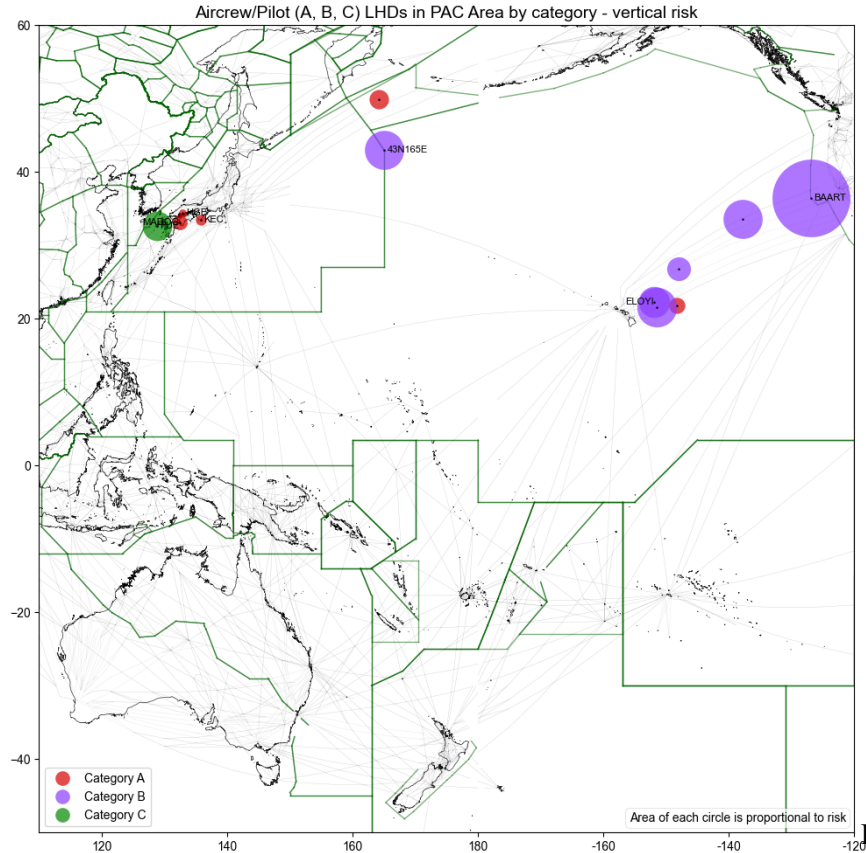 Aircrew/Pilot (A, B, C) LHDs in PAC Area by category - vertical risk
60
43N165E
40
BAART
KEC
20
ELOYI
0
−20
−40
Category A
Category B
Category C
Area of each circle is proportional to risk
120
140
160
180
-160
-140
-120